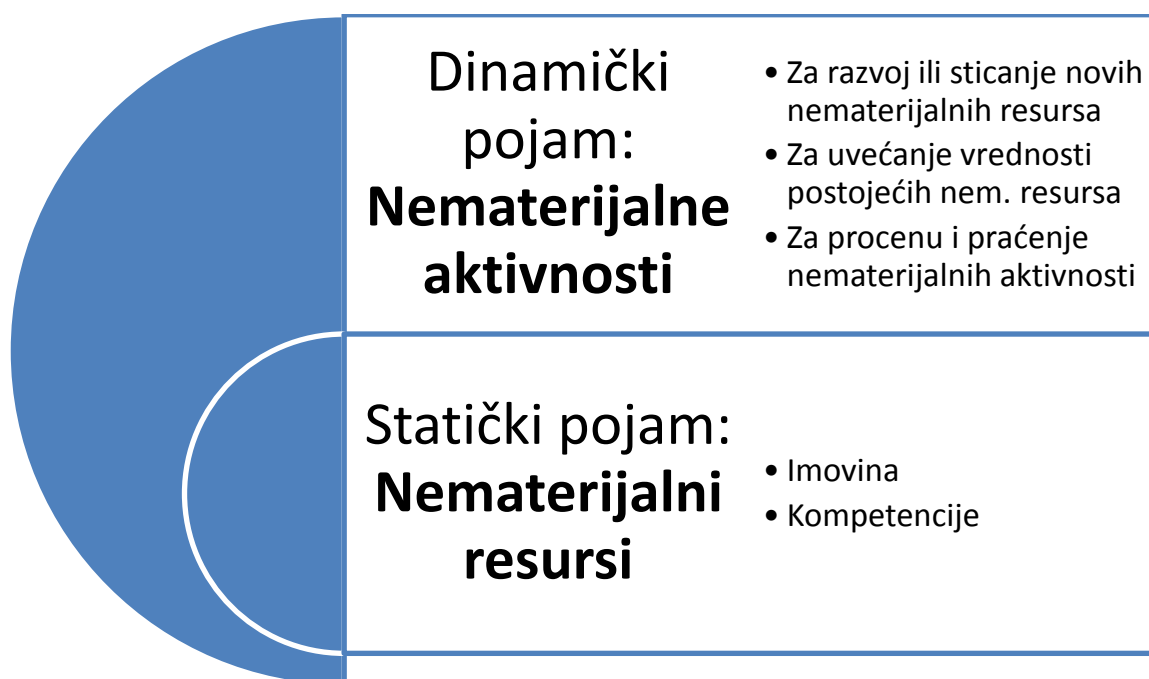 Dinamički
pojam:
Nematerijalne
aktivnosti
• Za razvoj ili sticanje novih
nematerijalnih resursa
• Za uvećanje vrednosti
postojećih nem. resursa
• Za procenu i praćenje
nematerijalnih aktivnosti
Statički pojam:
Nematerijalni
resursi
• Imovina
• Kompetencije